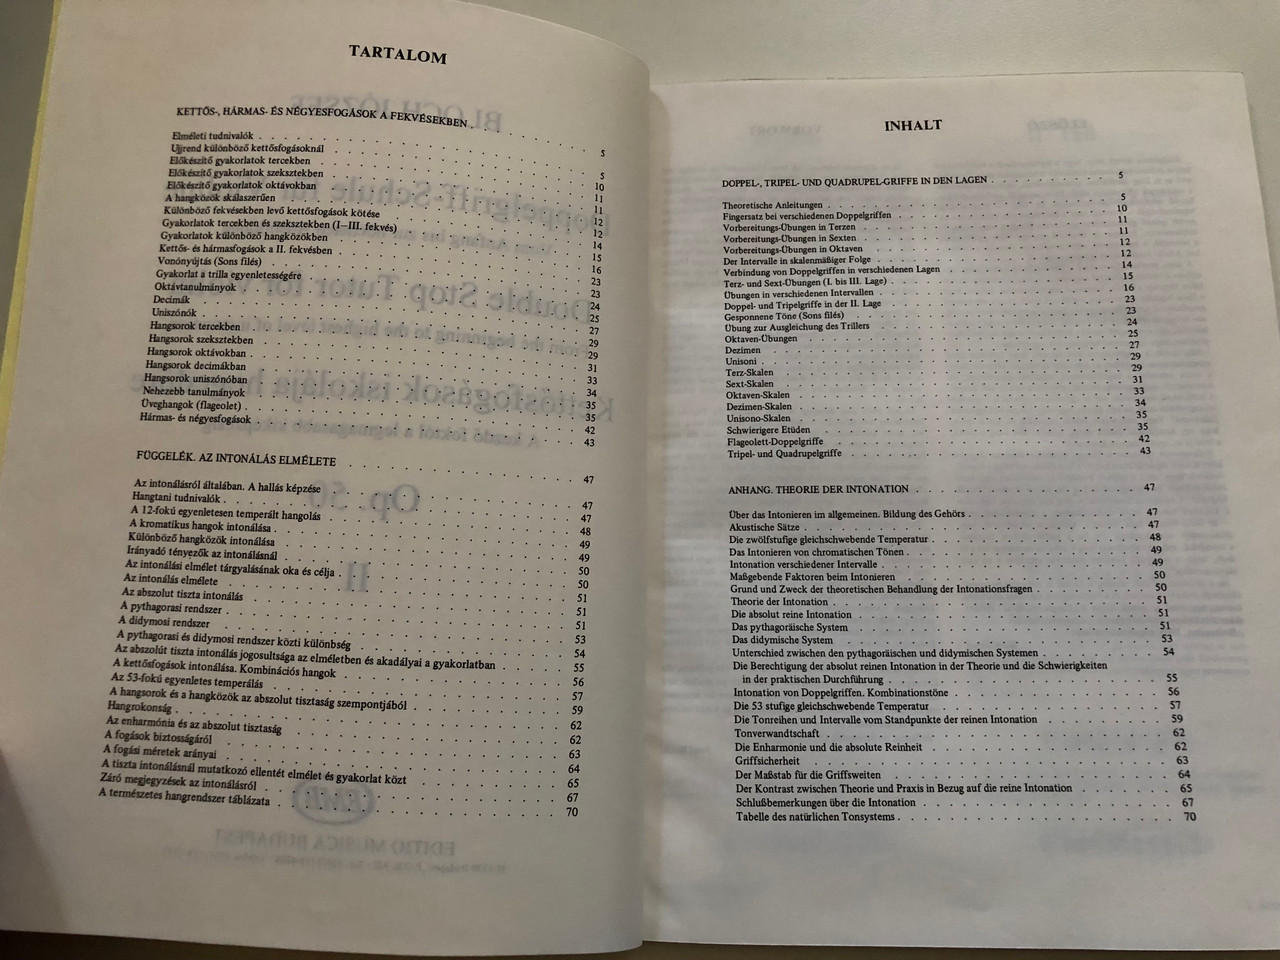 TARTALOM
KETTŐS-, HÁRMAS- ÉS NÉGYESFOGÁSOK A FEKVÉSEKBEN . . . 5
Elméleti tudnivalók . . . 5
Ujjrend különböző kettősfogásoknál . . . 10
Előkészítő gyakorlatok tercekben . . . 11
Előkészítő gyakorlatok szeksztekben . . . 11
Előkészítő gyakorlatok oktávokban . . . 12
A hangközök skálaszerűen . . . 12
Különböző fekvésekben levő kettősfogások kötése . . . 14
Gyakorlatok tercekben és szeksztekben (I–III. fekvés) . . . 15
Gyakorlatok különböző hangközökben . . . 16
Kettős- és hármasfogások a II. fekvésben . . . 23
Vonónyújtás (Sons filés) . . . 23
Gyakorlat a trilla egyenletességére . . . 24
Oktávtanulmányok . . . 25
Decimák . . . 27
Uniszónók . . . 29
Hangsorok tercekben . . . 29
Hangsorok szeksztekben . . . 31
Hangsorok oktávokban . . . 33
Hangsorok decimákban . . . 34
Hangsorok uniszónóban . . . 35
Nehezebb tanulmányok . . . 35
Üveghangok (flageolet) . . . 42
Hármas- és négyesfogások . . . 43
FÜGGELÉK. AZ INTONÁLÁS ELMÉLETE . . . 47
Az intonálásról általában. A hallás képzése . . . 47
Hangtani tudnivalók . . . 47
A 12-fokú egyenletesen temperált hangolás . . . 48
A kromatikus hangok intonálása . . . 49
Különböző hangközök intonálása . . . 49
Irányadó tényezők az intonálásnál . . . 50
Az intonálási elmélet tárgyalásának oka és célja . . . 50
Az intonálás elmélete . . . 51
Az abszolut tiszta intonálás . . . 51
A pythagorasi rendszer . . . 51
A didymosi rendszer . . . 53
A pythagorasi és didymosi rendszer közti különbség . . . 54
Az abszolút tiszta intonálás jogosultsága az elméletben és akadályai a gyakorlatban . . . 55
A kettősfogások intonálása. Kombinációs hangok . . . 56
Az 53-fokú egyenletes temperálás . . . 57
A hangsorok és a hangközök az abszolut tisztaság szempontjából . . . 59
Hangrokonság . . . 62
Az enharmónia és az abszolut tisztaság . . . 62
A fogások biztosságáról . . . 63
A fogási méretek arányai . . . 64
A tiszta intonálásnál mutatkozó ellentét elmélet és gyakorlat közt . . . 65
Záró megjegyzések az intonálásról . . . 67
A természetes hangrendszer táblázata . . . 70
INHALT
DOPPEL-, TRIPEL- UND QUADRUPEL-GRIFFE IN DEN LAGEN . . . 5
Theoretische Anleitungen . . . 5
Fingersatz bei verschiedenen Doppelgriffen . . . 10
Vorbereitungs-Übungen in Terzen . . . 11
Vorbereitungs-Übungen in Sexten . . . 11
Vorbereitungs-Übungen in Oktaven . . . 12
Der Intervalle in skalenmäßiger Folge . . . 12
Verbindung von Doppelgriffen in verschiedenen Lagen . . . 14
Terz- und Sext-Übungen (I. bis III. Lage) . . . 15
Übungen in verschiedenen Intervallen . . . 16
Doppel- und Tripelgriffe in der II. Lage . . . 23
Gesponnene Töne (Sons filés) . . . 23
Übung zur Ausgleichung des Trillers . . . 24
Oktaven-Übungen . . . 25
Dezimen . . . 27
Unisoni . . . 29
Terz-Skalen . . . 29
Sext-Skalen . . . 31
Oktaven-Skalen . . . 33
Dezimen-Skalen . . . 34
Unisono-Skalen . . . 35
Schwierigere Etüden . . . 35
Flageolett-Doppelgriffe . . . 42
Tripel- und Quadrupelgriffe . . . 43
ANHANG. THEORIE DER INTONATION . . . 47
Über das Intonieren im allgemeinen. Bildung des Gehörs . . . 47
Akustische Sätze . . . 47
Die zwölfstufige gleichschwebende Temperatur . . . 48
Das Intonieren von chromatischen Tönen . . . 49
Intonation verschiedener Intervalle . . . 49
Maßgebende Faktoren beim Intonieren . . . 50
Grund und Zweck der theoretischen Behandlung der Intonationsfragen . . . 50
Theorie der Intonation . . . 51
Die absolut reine Intonation . . . 51
Das pythagoräische System . . . 51
Das didymische System . . . 53
Unterschied zwischen den pythagoräischen und didymischen Systemen . . . 54
Die Berechtigung der absolut reinen Intonation in der Theorie und die Schwierigkeiten
in der praktischen Durchführung . . . 55
Intonation von Doppelgriffen. Kombinationstöne . . . 56
Die 53 stufige gleichschwebende Temperatur . . . 57
Die Tonreihen und Intervalle vom Standpunkte der reinen Intonation . . . 59
Tonverwandtschaft . . . 62
Die Enharmonie und die absolute Reinheit . . . 62
Griffsicherheit . . . 63
Der Maßstab für die Griffsweiten . . . 64
Der Kontrast zwischen Theorie und Praxis in Bezug auf die reine Intonation . . . 65
Schlußbemerkungen über die Intonation . . . 67
Tabelle des natürlichen Tonsystems . . . 70